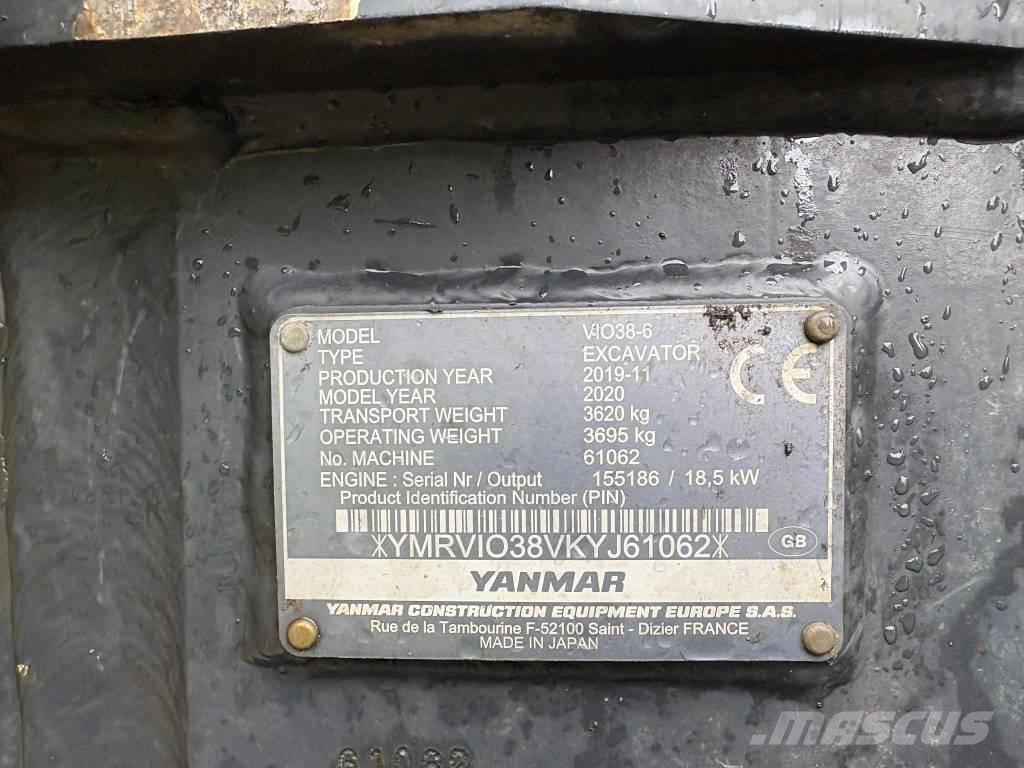 MODEL VIO38-6
TYPE EXCAVATOR
PRODUCTION YEAR 2019-11
MODEL YEAR 2020
TRANSPORT WEIGHT 3620 kg
OPERATING WEIGHT 3695 kg
No. MACHINE 61062
ENGINE : Serial Nr / Output 155186 / 18,5 kW
Product Identification Number (PIN)
*YMRVIO38VKYJ61062*
CE
GB
YANMAR
YANMAR CONSTRUCTION EQUIPMENT EUROPE S.A.S.
Rue de la Tambourine F-52100 Saint - Dizier FRANCE
MADE IN JAPAN
61062
MASCUS